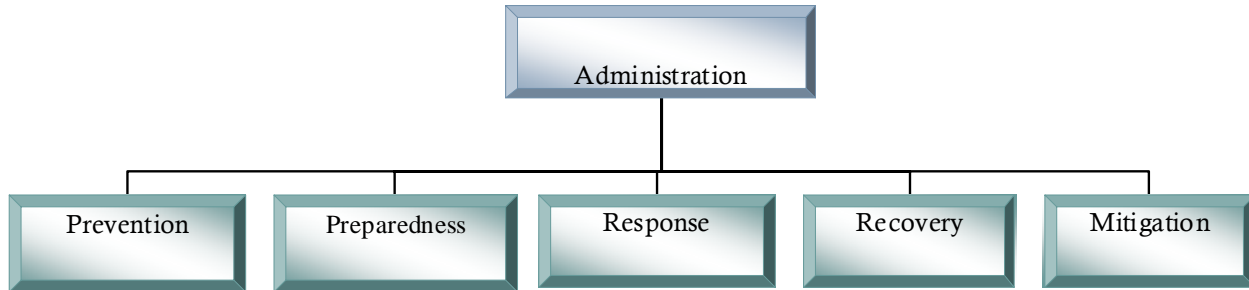 Administration
Prevention
Preparedness
Response
Recovery
Mitigation